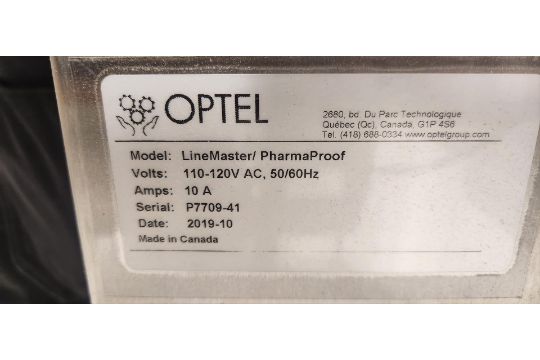 OPTEL
2680, bd. Du Parc Technologique
Québec (Qc), Canada, G1P 4S6
Tel. (418) 688-0334 www.optelgroup.com
Model: LineMaster/ PharmaProof
Volts: 110-120V AC, 50/60Hz
Amps: 10 A
Serial: P7709-41
Date: 2019-10
Made in Canada